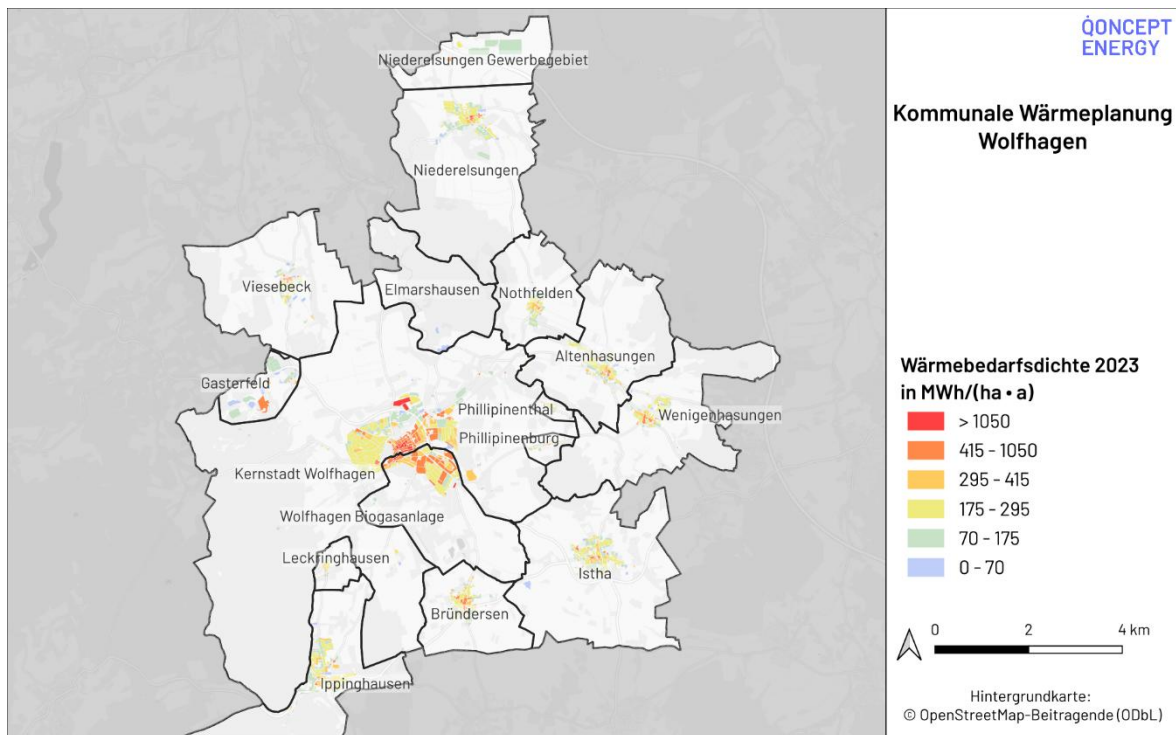 Niederelsungen Gewerbegebiet
Niederelsungen
Viesebeck
Elmarshausen
Nothfelden
Altenhasungen
Gasterfeld
Phillipinenthal
Wenigenhasungen
Phillipinenburg
Kernstadt Wolfhagen
Wolfhagen Biogasanlage
Leckringhausen
Istha
Bründersen
Ippinghausen
QONCEPT
ENERGY
Kommunale Wärmeplanung
Wolfhagen
Wärmebedarfsdichte 2023
in MWh/(ha • a)
> 1050
415 - 1050
295 - 415
175 - 295
70 - 175
0 - 70
0 2 4 km
Hintergrundkarte:
© OpenStreetMap-Beitragende (ODbL)